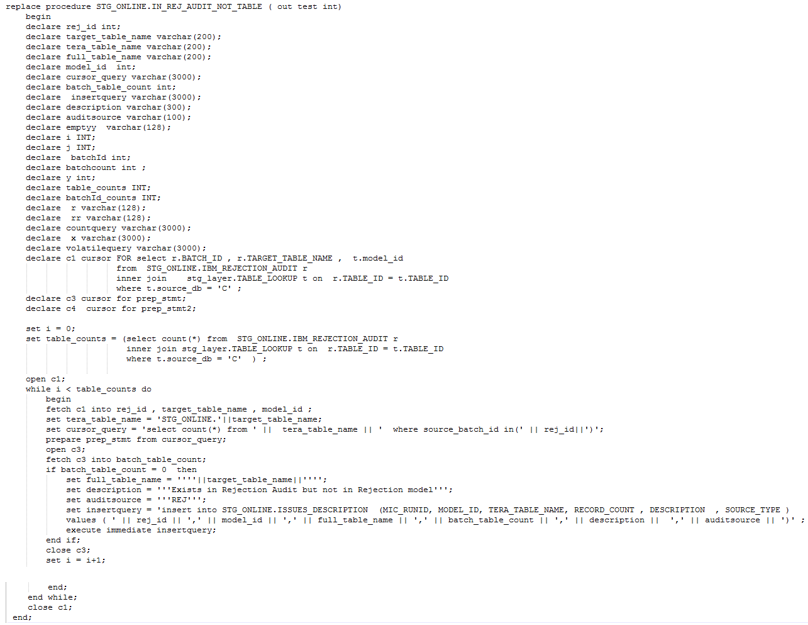 replace procedure STG_ONLINE.IN_REJ_AUDIT_NOT_TABLE ( out test int)
begin
declare rej_id int;
declare target_table_name varchar(200);
declare tera_table_name varchar(200);
declare full_table_name varchar(200);
declare model_id  int;
declare cursor_query varchar(3000);
declare batch_table_count int;
declare  insertquery varchar(3000);
declare description varchar(300);
declare auditsource varchar(100);
declare emptyy  varchar(128);
declare i INT;
declare j INT;
declare  batchId int;
declare batchcount int ;
declare y int;
declare table_counts INT;
declare batchId_counts INT;
declare  r varchar(128);
declare  rr varchar(128);
declare countquery varchar(3000);
declare  x varchar(3000);
declare volatilequery varchar(3000);
declare c1 cursor FOR select r.BATCH_ID , r.TARGET_TABLE_NAME ,  t.model_id
from  STG_ONLINE.IBM_REJECTION_AUDIT r
inner join   stg_layer.TABLE_LOOKUP t on  r.TABLE_ID = t.TABLE_ID
where t.source_db = 'C' ;
declare c3 cursor for prep_stmt;
declare c4  cursor for prep_stmt2;
set i = 0;
set table_counts = (select count(*) from  STG_ONLINE.IBM_REJECTION_AUDIT r
inner join stg_layer.TABLE_LOOKUP t on  r.TABLE_ID = t.TABLE_ID
where t.source_db = 'C'  ) ;
open c1;
while i < table_counts do
begin
fetch c1 into rej_id , target_table_name , model_id ;
set tera_table_name = 'STG_ONLINE.'||target_table_name;
set cursor_query = 'select count(*) from ' ||  tera_table_name || '  where source_batch_id in(' || rej_id||')';
prepare prep_stmt from cursor_query;
open c3;
fetch c3 into batch_table_count;
if batch_table_count = 0  then
set full_table_name = ''''||target_table_name||'''';
set description = '''Exists in Rejection Audit but not in Rejection model''';
set auditsource = '''REJ''';
set insertquery = 'insert into STG_ONLINE.ISSUES_DESCRIPTION  (MIC_RUNID, MODEL_ID, TERA_TABLE_NAME, RECORD_COUNT , DESCRIPTION  , SOURCE_TYPE )
values ( ' || rej_id || ',' || model_id || ',' || full_table_name || ',' || batch_table_count || ',' || description ||  ',' || auditsource || ')' ;
execute immediate insertquery;
end if;
close c3;
set i = i+1;
end;
end while;
close c1;
end;